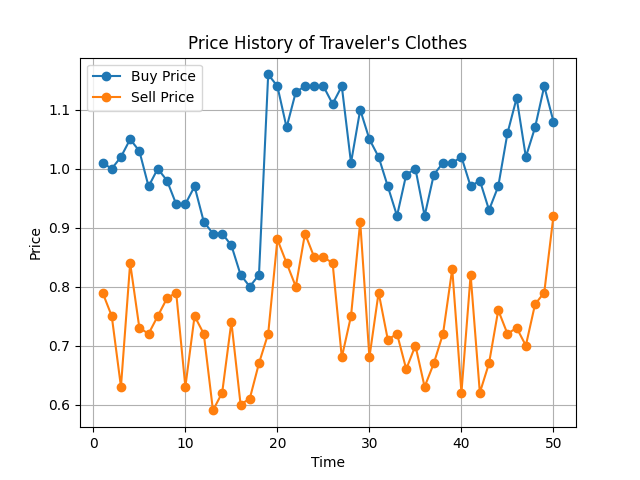 Price History of Traveler's Clothes
Buy Price
Sell Price
1.1
1.0
0.9
0.8
0.7
0.6
Price
0 10 20 30 40 50
Time